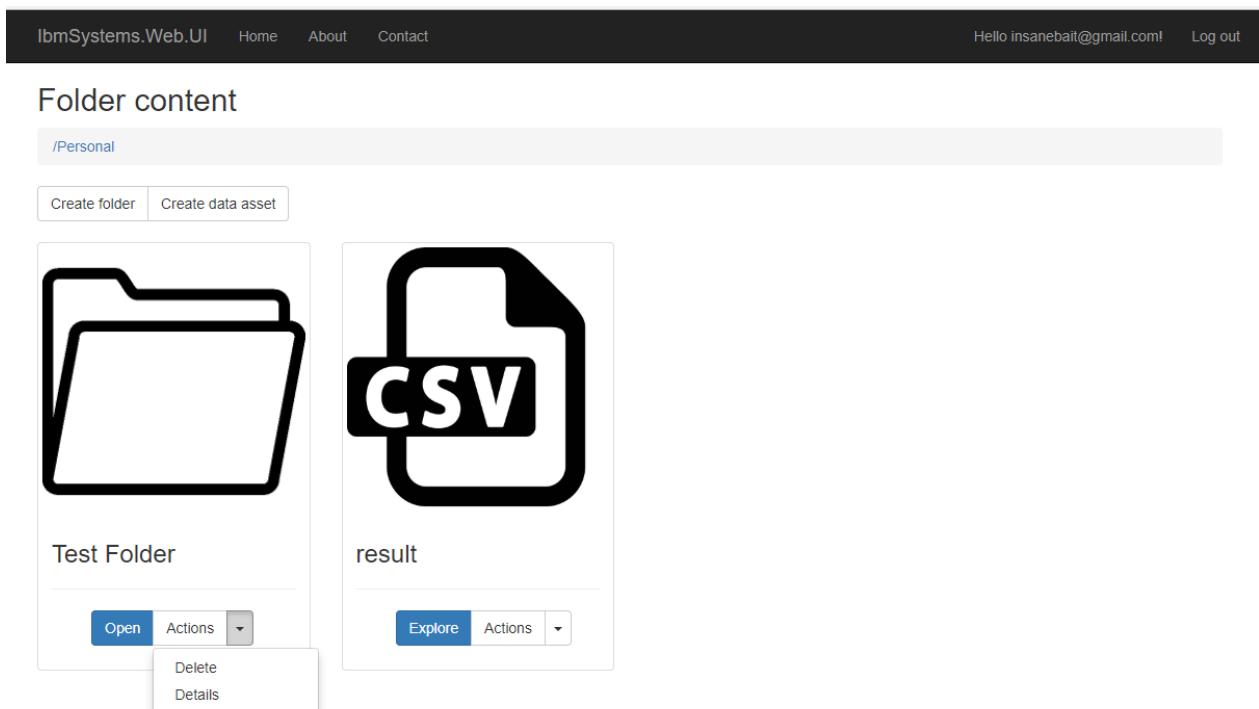 IbmSystems.Web.UI Home About Contact Hello insanebait@gmail.com! Log out
Folder content
/Personal
Create folder Create data asset
CSV
Test Folder result
Open Actions Explore Actions
Delete
Details